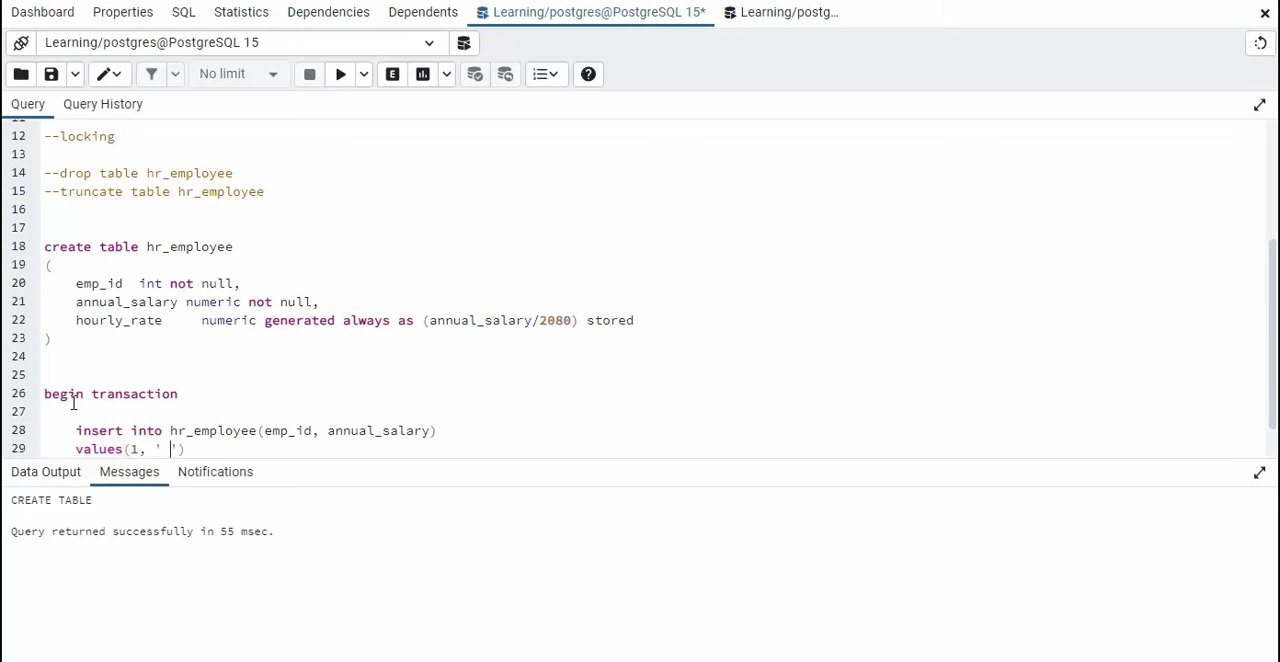 Dashboard Properties SQL Statistics Dependencies Dependents Learning/postgres@PostgreSQL 15* Learning/postg...
Learning/postgres@PostgreSQL 15
No limit E
Query Query History
11
12 --locking
13
14 --drop table hr_employee
15 --truncate table hr_employee
16
17
18 create table hr_employee
19 (
20 emp_id int not null,
21 annual_salary numeric not null,
22 hourly_rate numeric generated always as (annual_salary/2080) stored
23 )
24
25
26 begin transaction
27
28 insert into hr_employee(emp_id, annual_salary)
29 values(1, ' ')
Data Output Messages Notifications
CREATE TABLE
Query returned successfully in 55 msec.